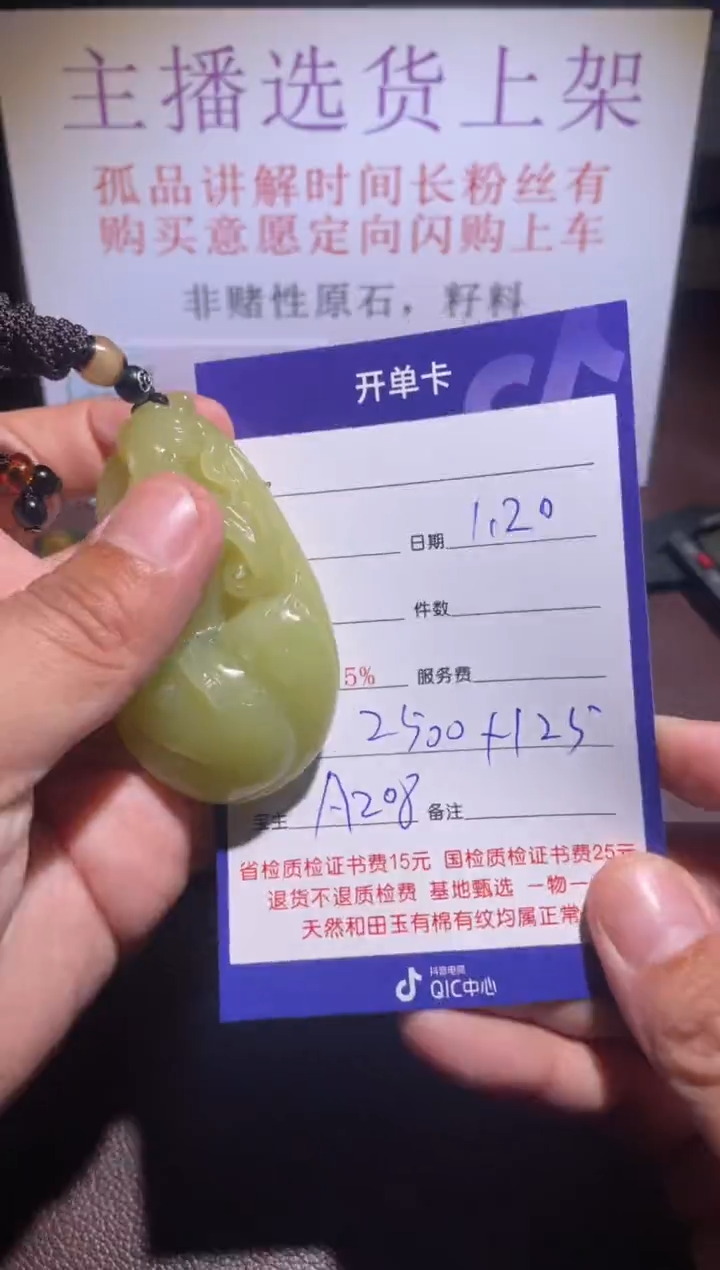 主播选货上架
孤品讲解时间长粉丝有
购买意愿定向闪购上车
非赌性原石，籽料
开单卡
日期 1.20
件数
5% 服务费
2500+125
A208 备注
省检质检证书费15元 国检质检证书费25元
退货不退质检费 基地甄选 一物一
天然和田玉有棉有纹均属正常
抖音电商
QIC中心